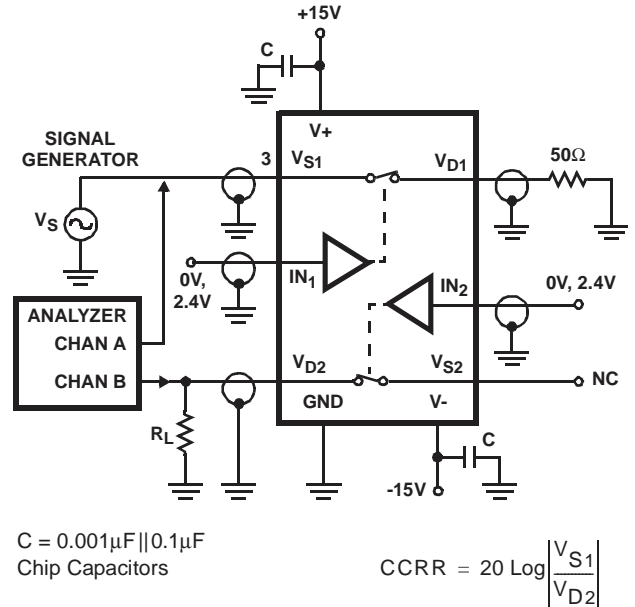 +15V
C
V+
SIGNAL
GENERATOR
3
VS1
VD1
50Ω
VS
0V,
2.4V
IN1
IN2
0V, 2.4V
ANALYZER
CHAN A
CHAN B
VD2
VS2
NC
GND
V-
RL
C
-15V
C = 0.001μF||0.1μF
Chip Capacitors
CCRR = 20 Log|VS1/VD2|